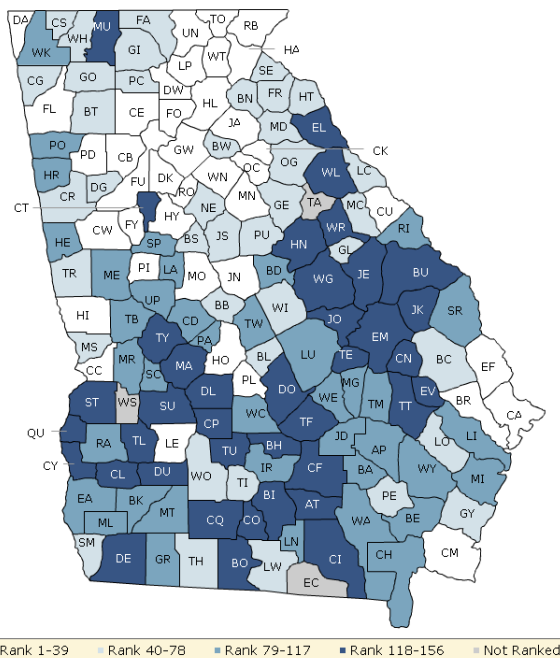 DA CS MU FA UN TO RB
WK WH GI HA
LP WT
CG GO PC DW SE
FL BT CE FO HL BN FR HT
JA MD EL
PO PD CB GW BW CK
HR DG FU DK WN OC OG WL LC
CR RO MN
CT NE GE TA MC CU
HE CW FY HY SP BS JS PU HN WR RI
GL
TR ME PI LA MO JN BD WG JE BU
UP
HI TB CD BB TW WI JO JK SR
TY PA EM
MS MR HO BL LU TE CN BC EF
CC SC MA PL
ST WS SU DL DO WE MG TM EV BR
TT CA
QU CP WC TF
RA TL LE TU BH JD AP LO LI
CY CL DU WO TI IR CF BA WY MI
EA BK MT BI AT PE
ML CQ CO WA BE GY
SM DE GR TH BO LW LN CI CH CM
EC
Rank 1-39 Rank 40-78 Rank 79-117 Rank 118-156 Not Ranked